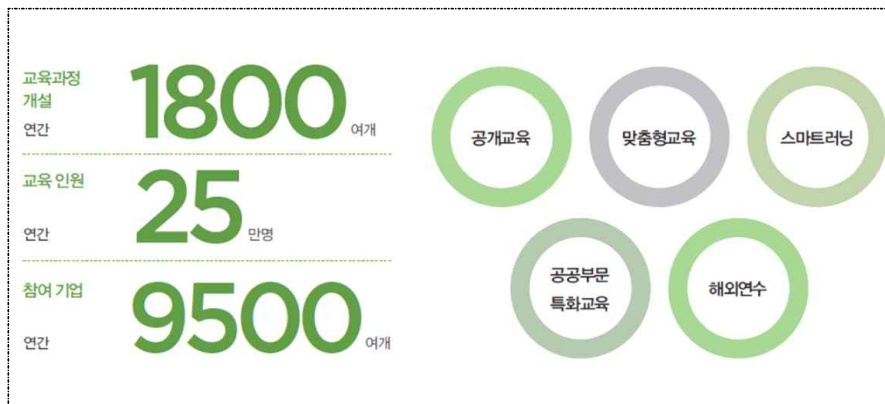 교육과정
개설
연간 1800 여개
교육 인원
연간 25 만명
참여 기업
연간 9500 여개
공개교육
맞춤형교육
스마트러닝
공공부문
특화교육
해외연수